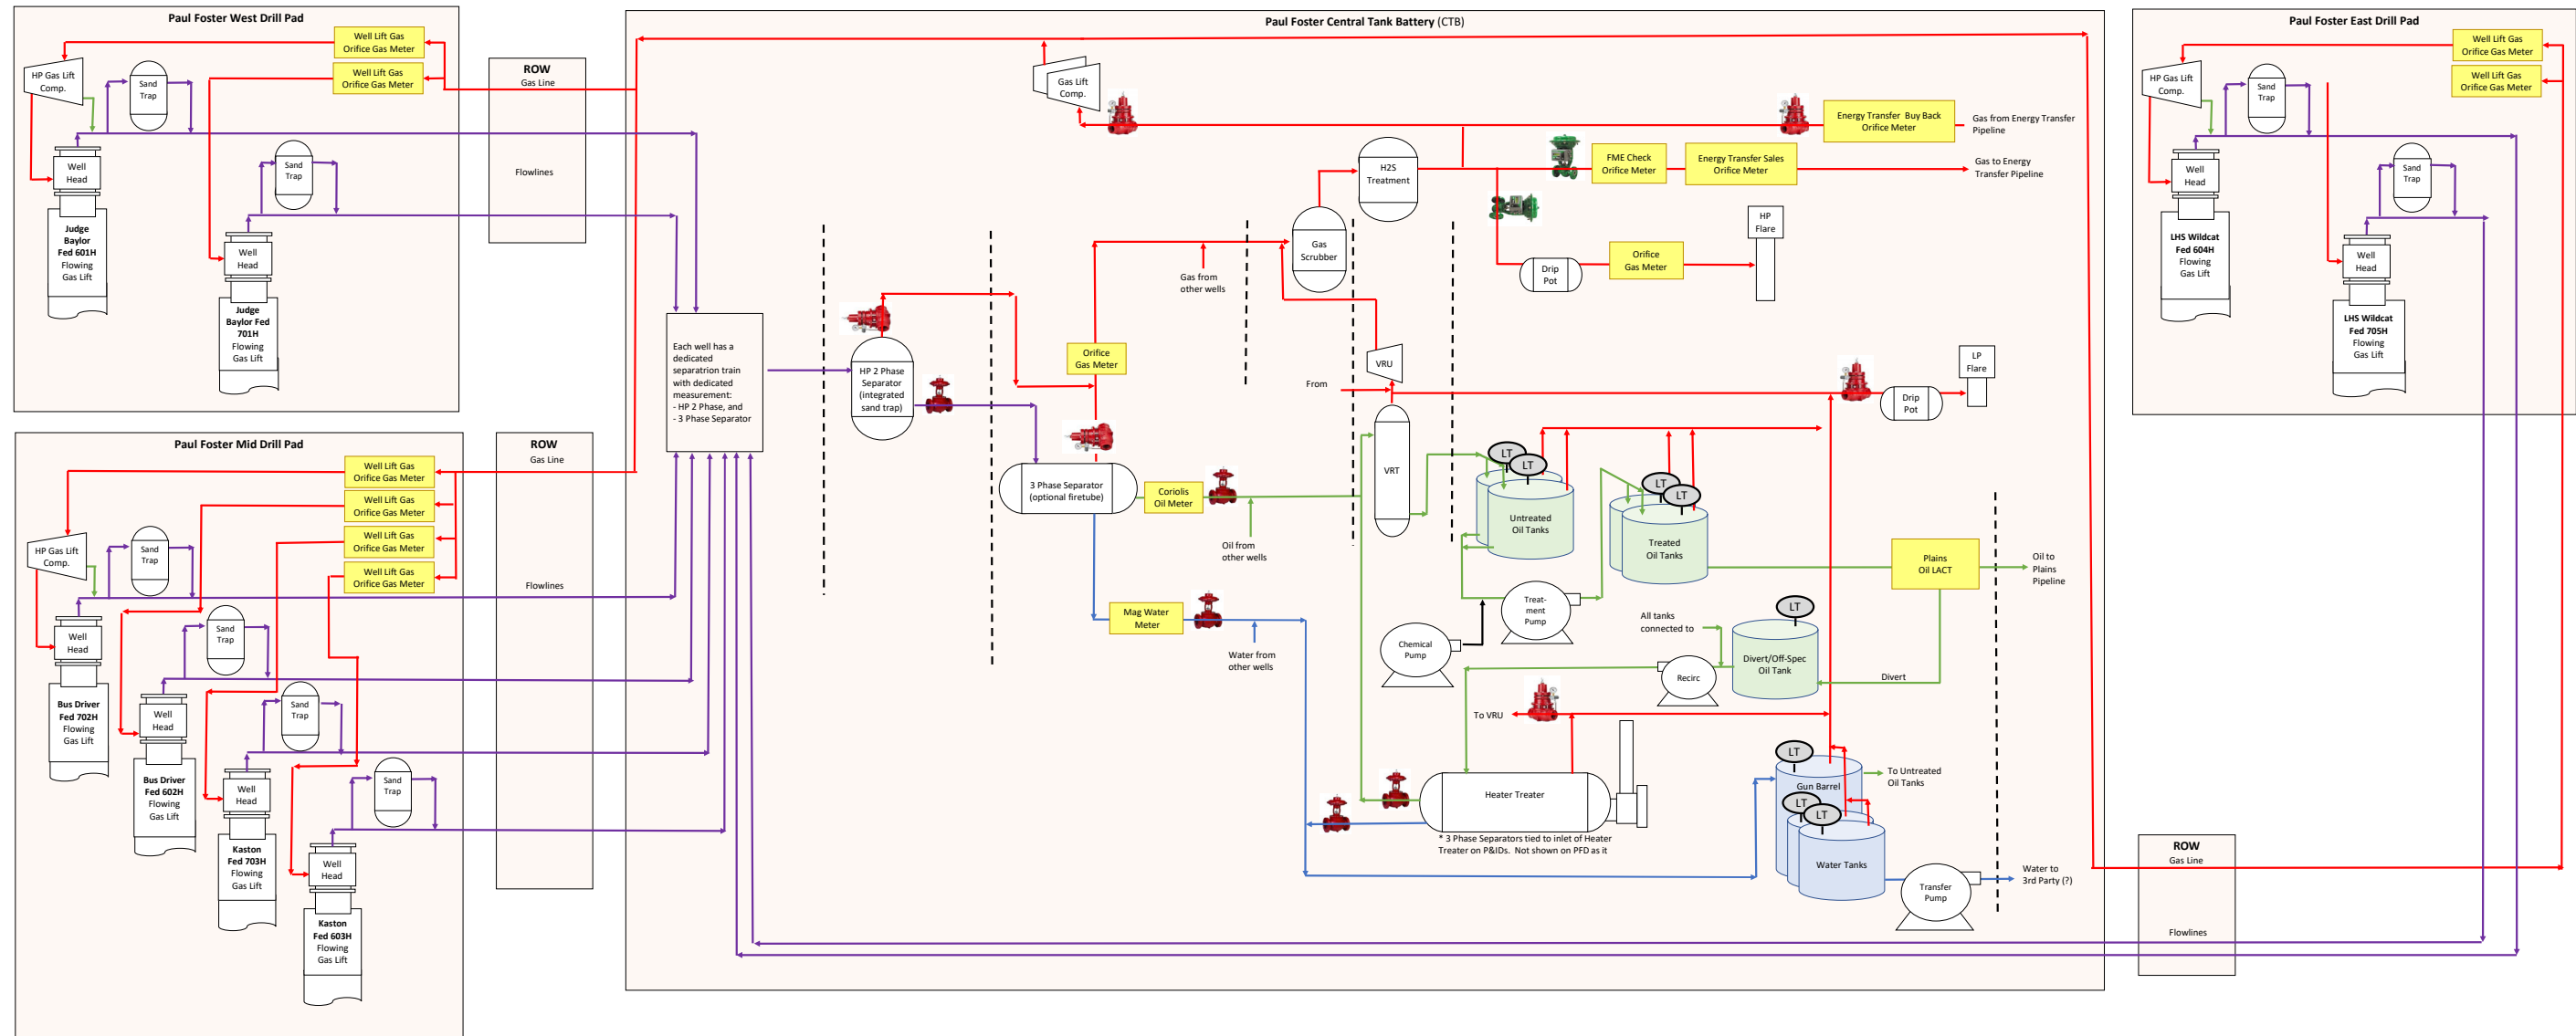 Paul Foster West Drill Pad
Well Lift Gas
Orifice Gas Meter
Well Lift Gas
Orifice Gas Meter
HP Gas Lift
Comp.
Sand
Trap
Well
Head
Sand
Trap
Judge
Baylor
Fed 601H
Flowing
Gas Lift
Well
Head
Judge
Baylor Fed
701H
Flowing
Gas Lift
ROW
Gas Line
Flowlines
Paul Foster Mid Drill Pad
Well Lift Gas
Orifice Gas Meter
Well Lift Gas
Orifice Gas Meter
Well Lift Gas
Orifice Gas Meter
Well Lift Gas
Orifice Gas Meter
HP Gas Lift
Comp.
Sand
Trap
Well
Head
Sand
Trap
Bus Driver
Fed 702H
Flowing
Gas Lift
Well
Head
Sand
Trap
Bus Driver
Fed 602H
Flowing
Gas Lift
Well
Head
Sand
Trap
Kaston
Fed 703H
Flowing
Gas Lift
Well
Head
Kaston
Fed 603H
Flowing
Gas Lift
ROW
Gas Line
Flowlines
Paul Foster Central Tank Battery (CTB)
Gas Lift
Comp.
Energy Transfer  Buy Back
Orifice Meter
Gas from Energy Transfer
Pipeline
H2S
Treatment
FME Check
Orifice Meter
Energy Transfer Sales
Orifice Meter
Gas to Energy
Transfer Pipeline
Gas
Scrubber
HP
Flare
Drip
Pot
Orifice
Gas Meter
Gas from
other wells
Each well has a
dedicated
separatrion train
with dedicated
measurement:
- HP 2 Phase, and
- 3 Phase Separator
HP 2 Phase
Separator
(integrated
sand trap)
Orifice
Gas Meter
VRU
From
LP
Flare
Drip
Pot
3 Phase Separator
(optional firetube)
Coriolis
Oil Meter
VRT
LT
LT
Untreated
Oil Tanks
LT
LT
Treated
Oil Tanks
Oil from
other wells
Plains
Oil LACT
Oil to
Plains
Pipeline
Mag Water
Meter
Water from
other wells
Treat-
ment
Pump
Chemical
Pump
All tanks
connected to
LT
Divert/Off-Spec
Oil Tank
Recirc
Divert
To VRU
Heater Treater
* 3 Phase Separators tied to inlet of Heater
Treater on P&IDs.  Not shown on PFD as it
LT
Gun Barrel
To Untreated
Oil Tanks
LT
LT
Water Tanks
Transfer
Pump
Water to
3rd Party (?)
Paul Foster East Drill Pad
Well Lift Gas
Orifice Gas Meter
Well Lift Gas
Orifice Gas Meter
HP Gas Lift
Comp.
Sand
Trap
Well
Head
Sand
Trap
LHS Wildcat
Fed 604H
Flowing
Gas Lift
Well
Head
LHS Wildcat
Fed 705H
Flowing
Gas Lift
ROW
Gas Line
Flowlines